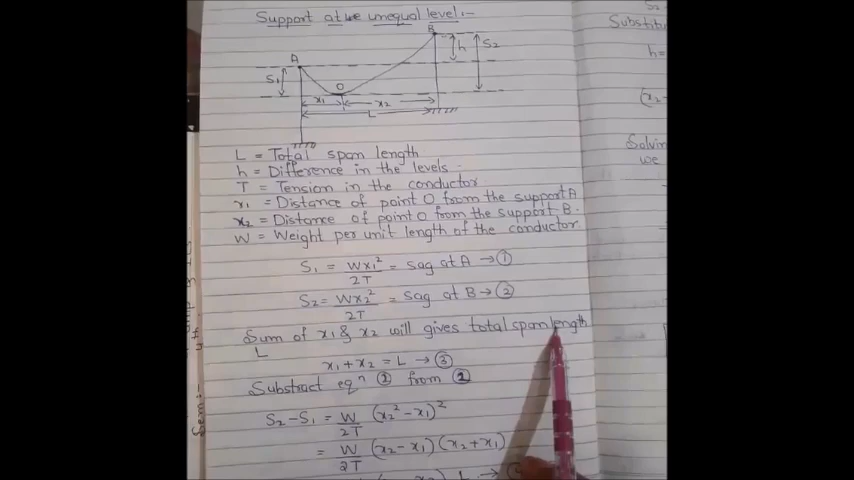 Support at unequal level:-
B
h
S2
A
S1
O
x1
x2
L
L = Total span length
h = Difference in the levels.
T = Tension in the conductor
x1 = Distance of point O from the support A
x2 = Distance of point O from the support B.
W = Weight per unit length of the conductor
S1 = Wx1²/2T = sag at A → ①
S2 = Wx2²/2T = sag at B → ②
Sum of x1 & x2 will gives total span length
L
x1 + x2 = L → ③
Substract eqn ② from ①
S2 - S1 = W/2T (x2² - x1)²
= W/2T (x2 - x1) (x2 + x1)
L →
S2 -
Substitu
h =
(x2 -
Solvin
we
Sem:-